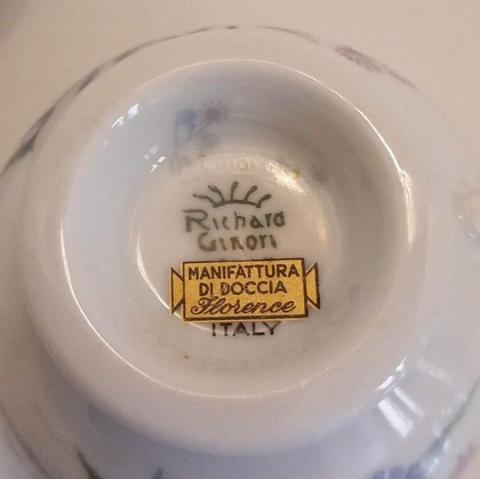 Richard
Ginori
MANIFATTURA
DI DOCCIA
Florence
ITALY